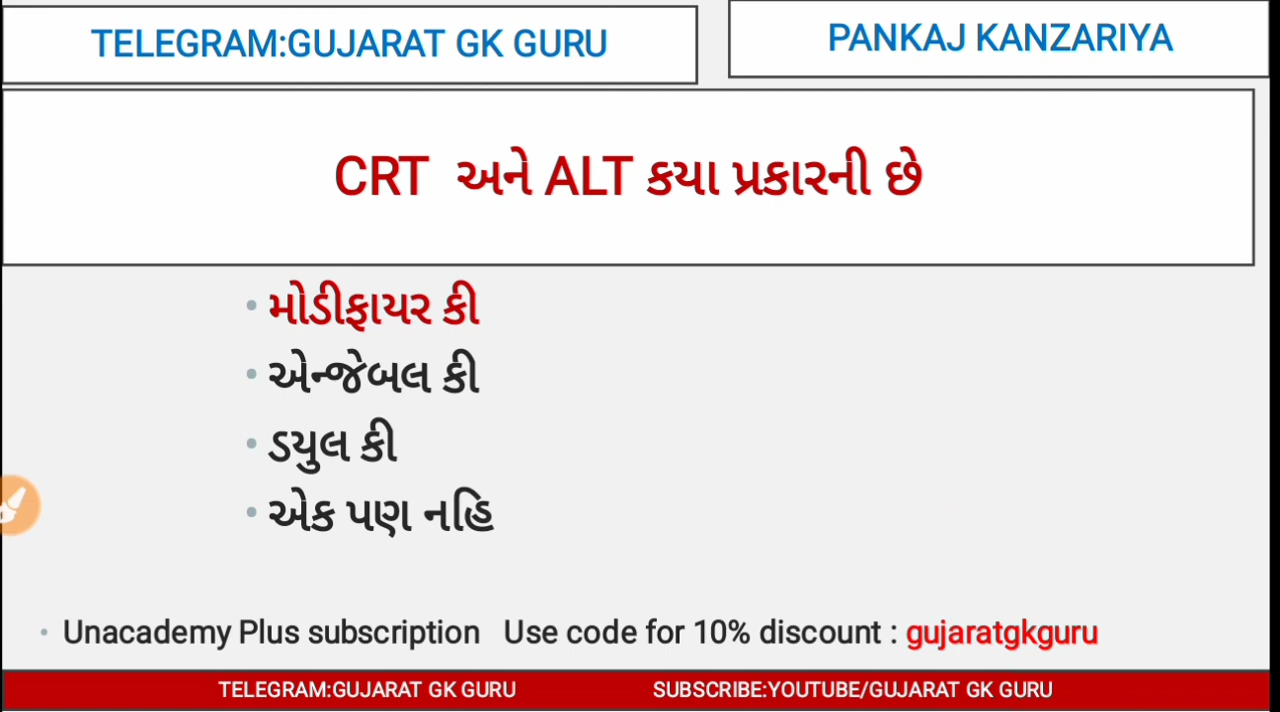 TELEGRAM:GUJARAT GK GURU
PANKAJ KANZARIYA
CRT અને ALT કયા પ્રકારની છે
• મોડીફાયર કી
• એન્જેબલ કી
• ડયુલ કી
• એક પણ નહિ
• Unacademy Plus subscription Use code for 10% discount : gujaratgkguru
TELEGRAM:GUJARAT GK GURU SUBSCRIBE:YOUTUBE/GUJARAT GK GURU